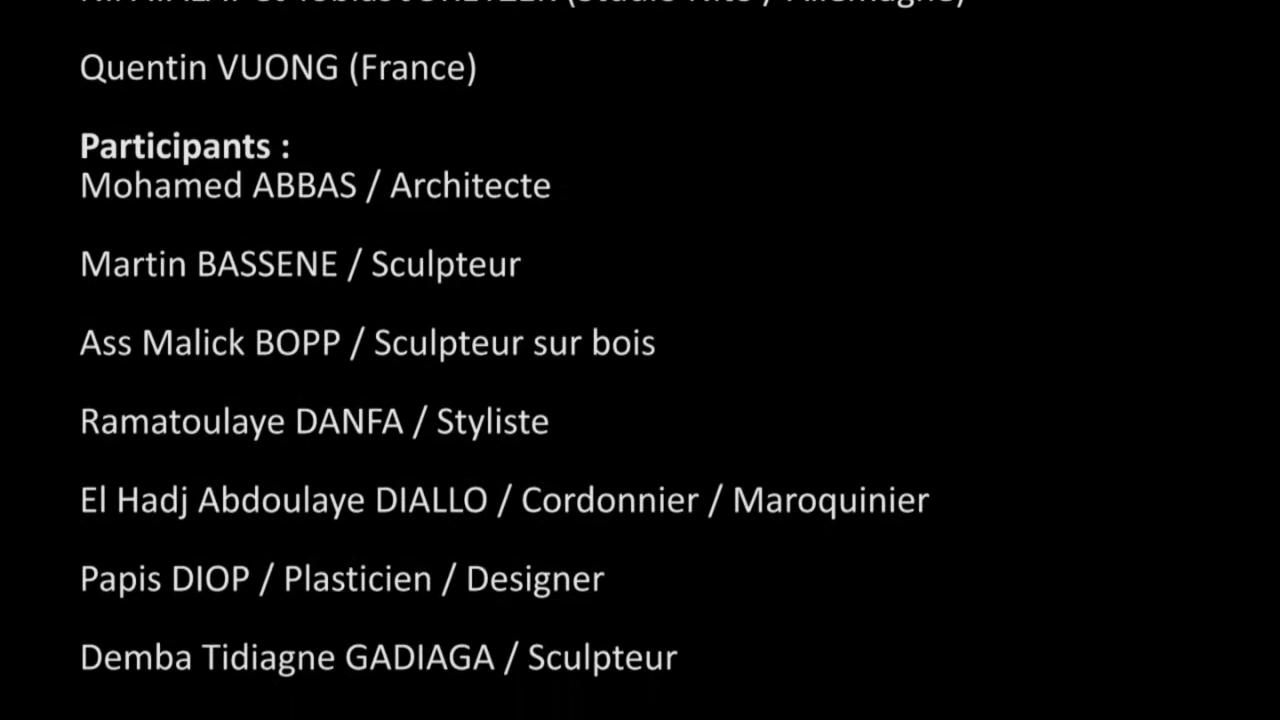 Quentin VUONG (France)
Participants :
Mohamed ABBAS / Architecte
Martin BASSENE / Sculpteur
Ass Malick BOPP / Sculpteur sur bois
Ramatoulaye DANFA / Styliste
El Hadj Abdoulaye DIALLO / Cordonnier / Maroquinier
Papis DIOP / Plasticien / Designer
Demba Tidiagne GADIAGA / Sculpteur